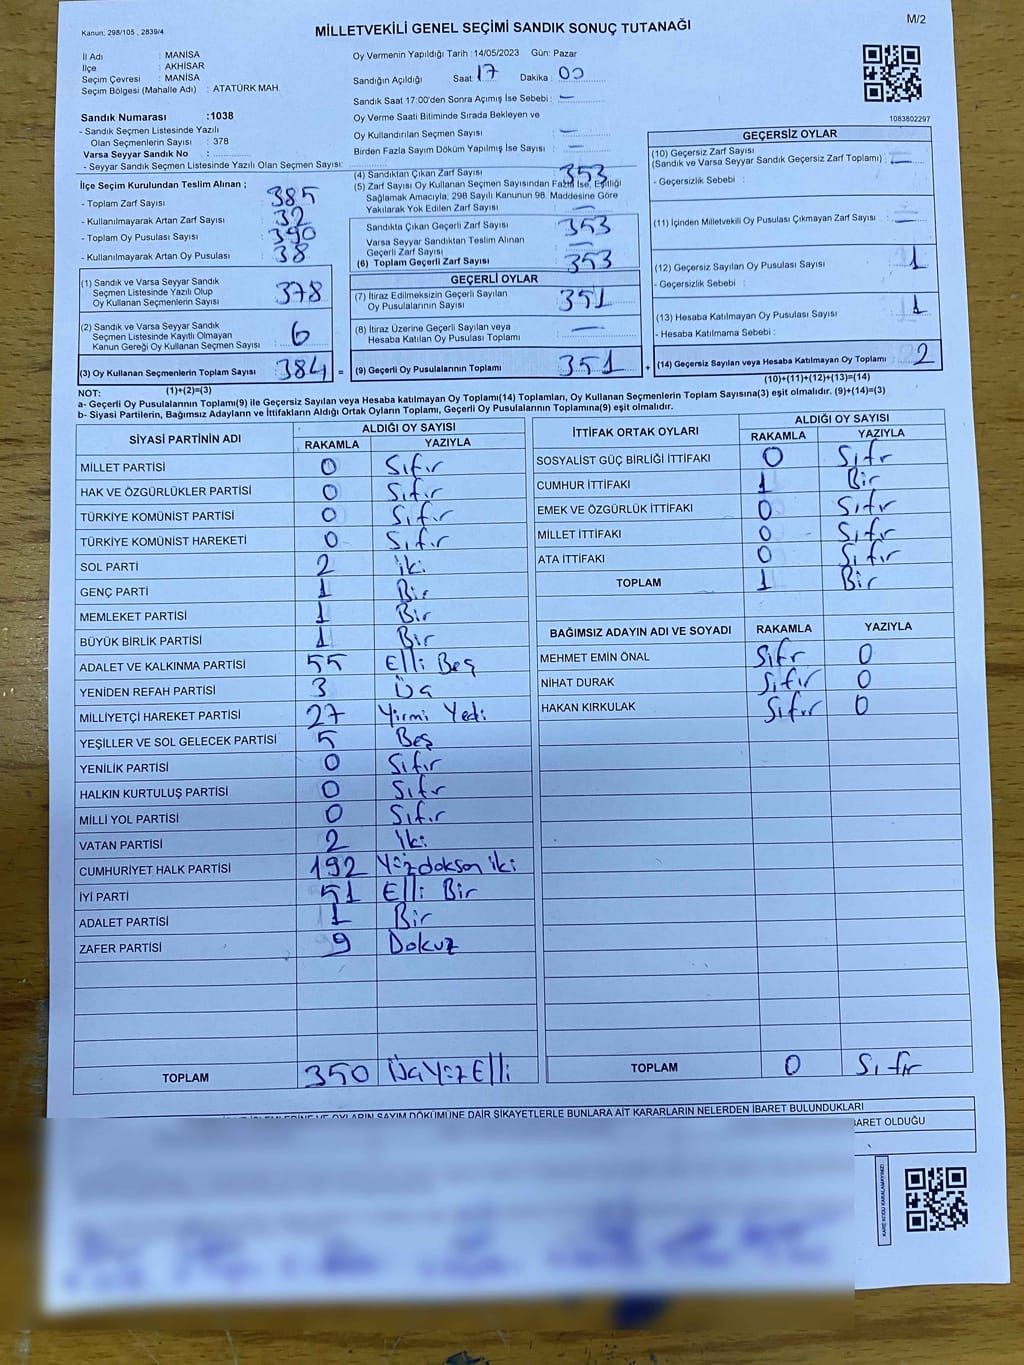 Kanun: 298/105 , 2839/4
MİLLETVEKİLİ GENEL SEÇİMİ SANDIK SONUÇ TUTANAĞI
M/2
İl Adı : MANİSA
İlçe : AKHİSAR
Seçim Çevresi : MANİSA
Seçim Bölgesi (Mahalle Adı) : ATATÜRK MAH.
Sandık Numarası :1038
- Sandık Seçmen Listesinde Yazılı
Olan Seçmenlerin Sayısı : 378
Varsa Seyyar Sandık No :
- Seyyar Sandık Seçmen Listesinde Yazılı Olan Seçmen Sayısı:
Oy Vermenin Yapıldığı Tarih :14/05/2023 Gün: Pazar
Sandığın Açıldığı Saat: 17 Dakika : 00
Sandık Saat 17:00'den Sonra Açımış İse Sebebi : —
Oy Verme Saati Bitiminde Sırada Bekleyen ve
Oy Kullandırılan Seçmen Sayısı : —
Birden Fazla Sayım Döküm Yapılmış İse Sayısı : —
1083802297
İlçe Seçim Kurulundan Teslim Alınan ;
- Toplam Zarf Sayısı : 385
- Kullanılmayarak Artan Zarf Sayısı : 32
- Toplam Oy Pusulası Sayısı : 390
- Kullanılmayarak Artan Oy Pusulası : 38
(1) Sandık ve Varsa Seyyar Sandık
Seçmen Listesinde Yazılı Olup
Oy Kullanan Seçmenlerin Sayısı : 378
(2) Sandık ve Varsa Seyyar Sandık
Seçmen Listesinde Kayıtlı Olmayan
Kanun Gereği Oy Kullanan Seçmen Sayısı : 6
(3) Oy Kullanan Seçmenlerin Toplam Sayısı : 384 =
(1)+(2)=(3)
(4) Sandıktan Çıkan Zarf Sayısı : 353
(5) Zarf Sayısı Oy Kullanan Seçmen Sayısından Fazla İse, Eşitliği
Sağlamak Amacıyla, 298 Sayılı Kanunun 98. Maddesine Göre
Yakılarak Yok Edilen Zarf Sayısı : —
Sandıkta Çıkan Geçerli Zarf Sayısı : 353
Varsa Seyyar Sandıktan Teslim Alınan
Geçerli Zarf Sayısı : —
(6) Toplam Geçerli Zarf Sayısı : 353
GEÇERLİ OYLAR
(7) İtiraz Edilmeksizin Geçerli Sayılan
Oy Pusulalarının Sayısı : 351
(8) İtiraz Üzerine Geçerli Sayılan veya
Hesaba Katılan Oy Pusulası Toplamı : —
(9) Geçerli Oy Pusulalarının Toplamı : 351 +
GEÇERSİZ OYLAR
(10) Geçersiz Zarf Sayısı
(Sandık ve Varsa Seyyar Sandık Geçersiz Zarf Toplamı) : —
- Geçersizlik Sebebi :
(11) İçinden Milletvekili Oy Pusulası Çıkmayan Zarf Sayısı : —
(12) Geçersiz Sayılan Oy Pusulası Sayısı : 1
- Geçersizlik Sebebi :
(13) Hesaba Katılmayan Oy Pusulası Sayısı : 1
- Hesaba Katılmama Sebebi :
(14) Geçersiz Sayılan veya Hesaba Katılmayan Oy Toplamı : 2
(10)+(11)+(12)+(13)=(14)
NOT:
a- Geçerli Oy Pusulasının Toplamı(9) ile Geçersiz Sayılan veya Hesaba katılmayan Oy Toplamı(14) Toplamları, Oy Kullanan Seçmenlerin Toplam Sayısına(3) eşit olmalıdır. (9)+(14)=(3)
b- Siyasi Partilerin, Bağımsız Adayların ve İttifakların Aldığı Ortak Oyların Toplamı, Geçerli Oy Pusulasının Toplamına(9) eşit olmalıdır.
SİYASİ PARTİNİN ADI ALDIĞI OY SAYISI
RAKAMLA YAZIYLA
MİLLET PARTİSİ 0 Sıfır
HAK VE ÖZGÜRLÜKLER PARTİSİ 0 Sıfır
TÜRKİYE KOMÜNİST PARTİSİ 0 Sıfır
TÜRKİYE KOMÜNİST HAREKETİ 0 Sıfır
SOL PARTİ 2 iki
GENÇ PARTİ 1 Bir
MEMLEKET PARTİSİ 1 Bir
BÜYÜK BİRLİK PARTİSİ 1 Bir
ADALET VE KALKINMA PARTİSİ 55 Elli Beş
YENİDEN REFAH PARTİSİ 3 Üç
MİLLİYETÇİ HAREKET PARTİSİ 27 Yirmi Yedi
YEŞİLLER VE SOL GELECEK PARTİSİ 5 Beş
YENİLİK PARTİSİ 0 Sıfır
HALKIN KURTULUŞ PARTİSİ 0 Sıfır
MİLLİ YOL PARTİSİ 0 Sıfır
VATAN PARTİSİ 2 iki
CUMHURİYET HALK PARTİSİ 192 Yüzdoksan iki
İYİ PARTİ 51 Elli Bir
ADALET PARTİSİ 1 Bir
ZAFER PARTİSİ 9 Dokuz
TOPLAM 350 ÜçYüzElli
İTTİFAK ORTAK OYLARI ALDIĞI OY SAYISI
RAKAMLA YAZIYLA
SOSYALİST GÜÇ BİRLİĞİ İTTİFAKI 0 Sıfır
CUMHUR İTTİFAKI 1 Bir
EMEK VE ÖZGÜRLÜK İTTİFAKI 0 Sıfır
MİLLET İTTİFAKI 0 Sıfır
ATA İTTİFAKI 0 Sıfır
TOPLAM 1 Bir
BAĞIMSIZ ADAYIN ADI VE SOYADI RAKAMLA YAZIYLA
MEHMET EMİN ÖNAL Sıfır 0
NİHAT DURAK Sıfır 0
HAKAN KIRKULAK Sıfır 0
TOPLAM 0 Sıfır
OYLARIN SAYIM DÖKÜMÜNE DAİR ŞİKAYETLERLE BUNLARA AİT KARARLARIN NELERDEN İBARET BULUNDUKLARI
OLDUĞU